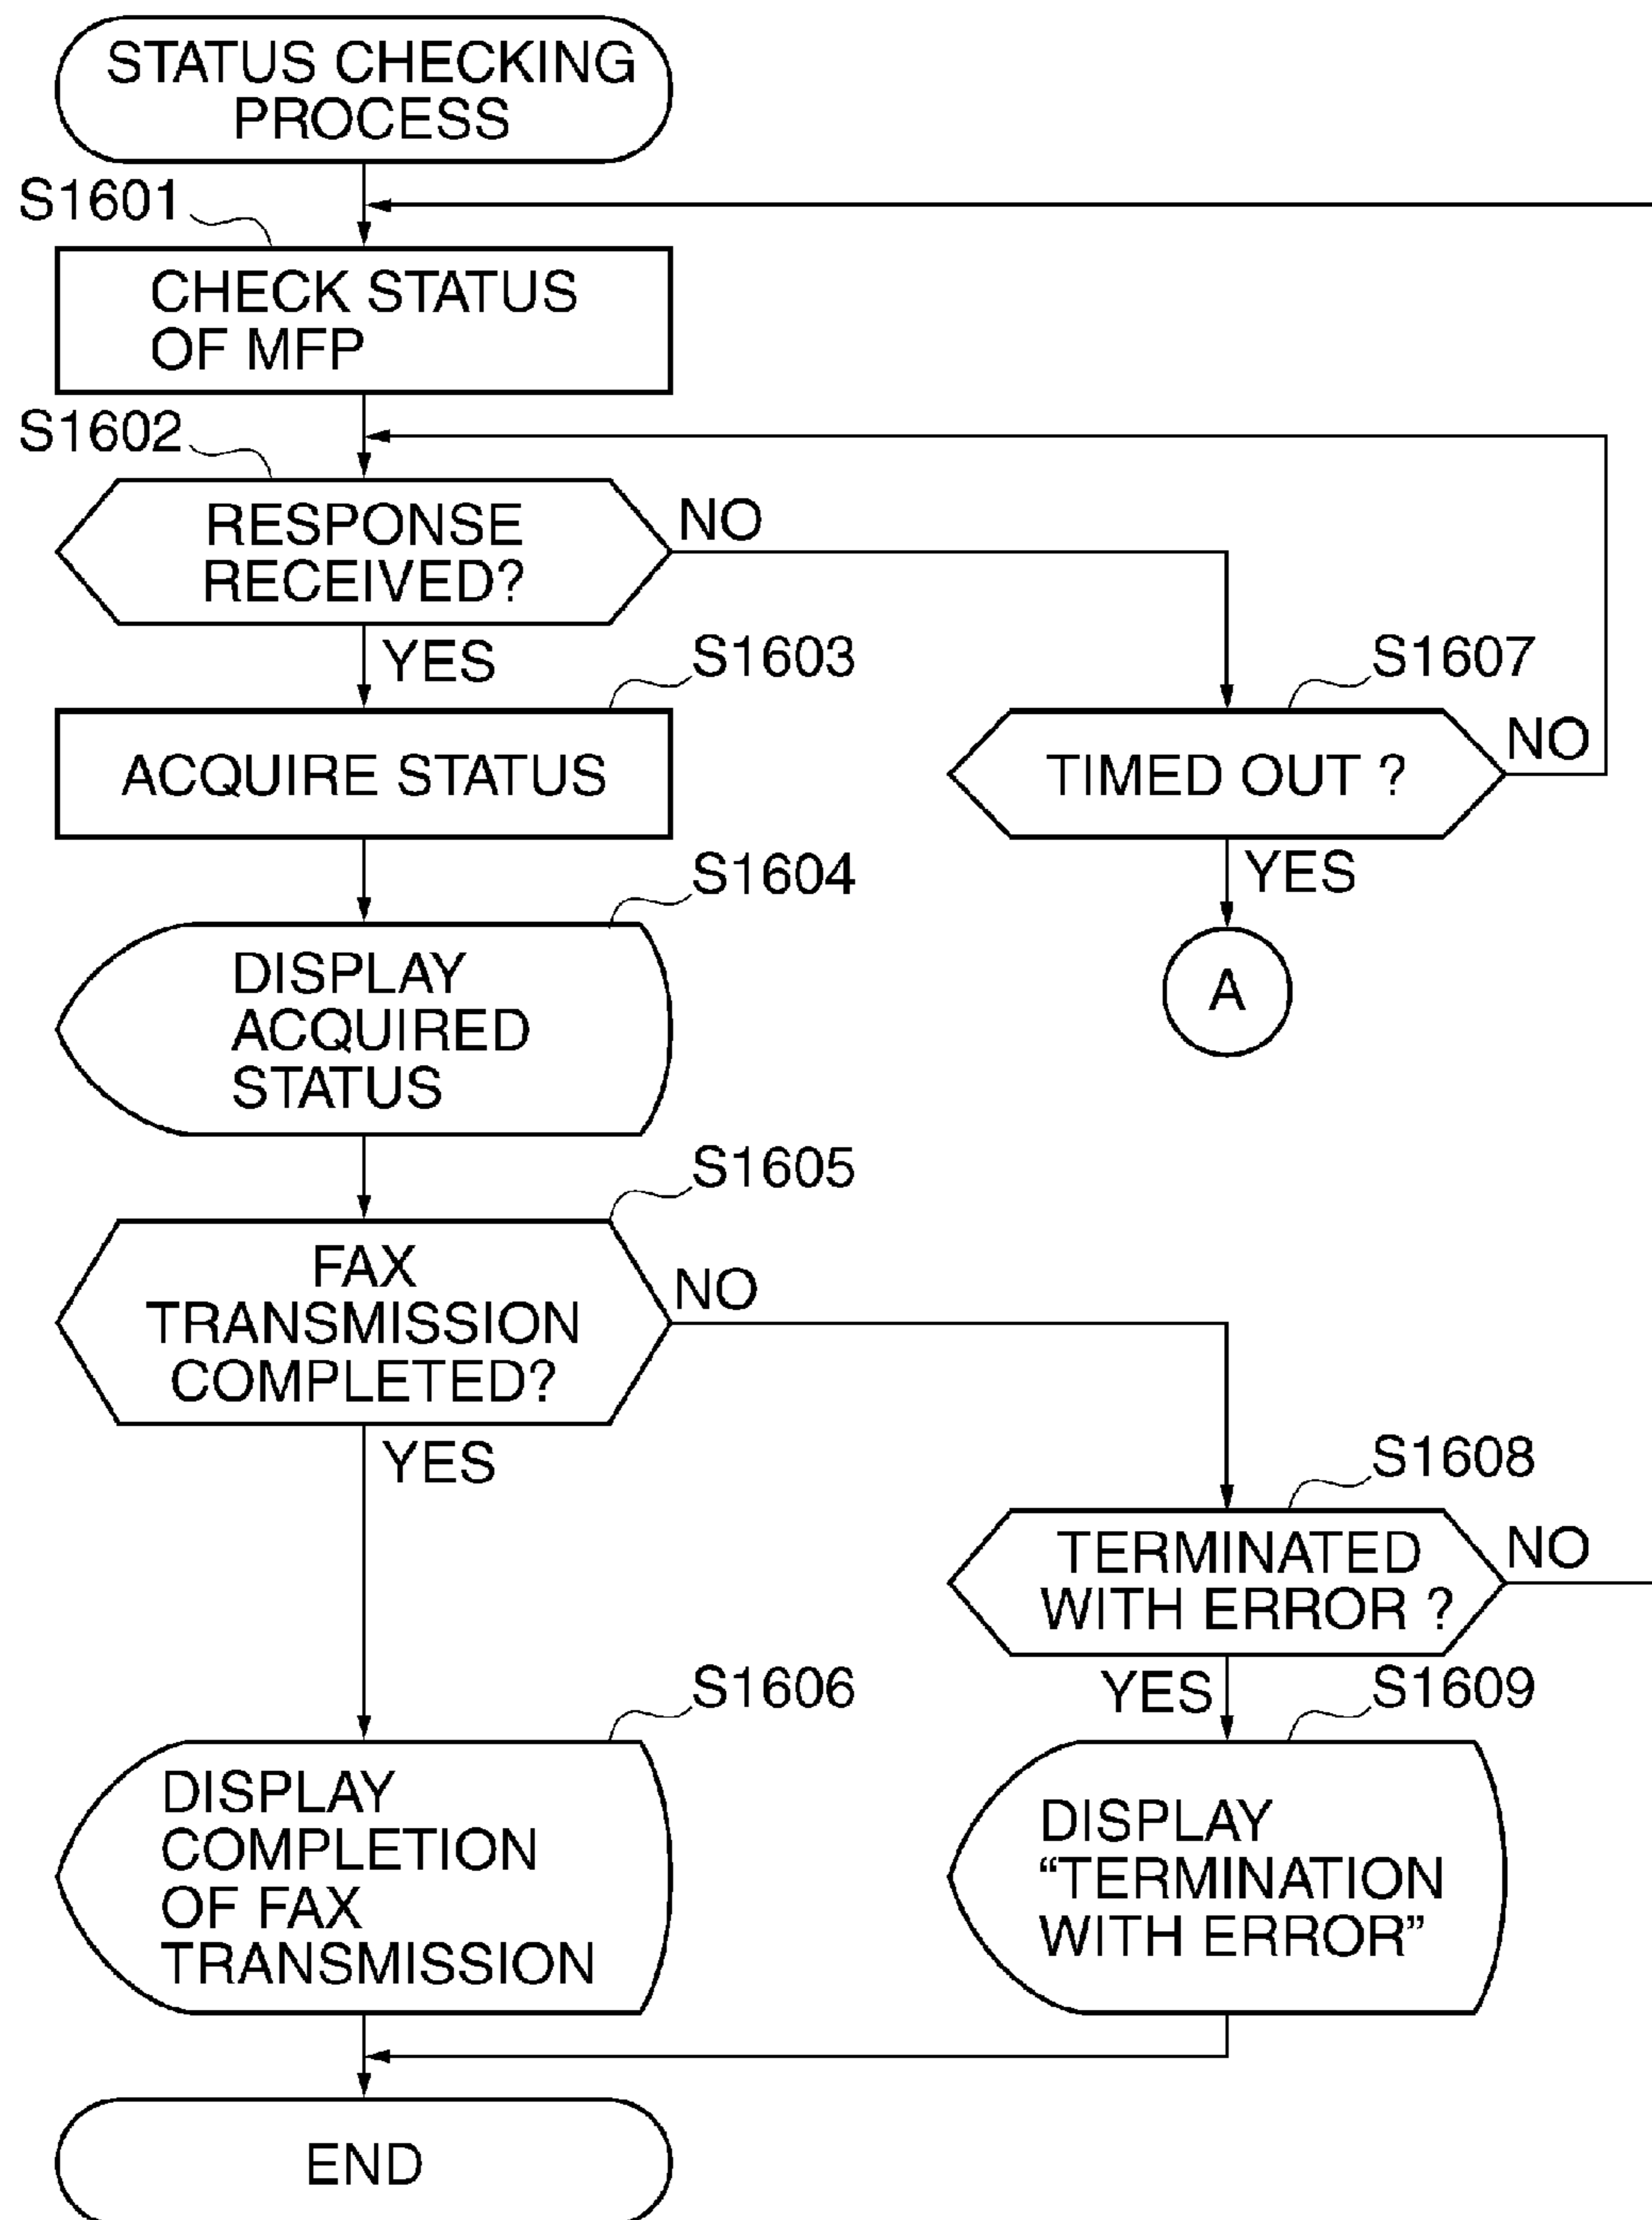 STATUS CHECKING
PROCESS
S1601
CHECK STATUS
OF MFP
S1602
RESPONSE
RECEIVED?
NO
YES
S1603
S1607
ACQUIRE STATUS
TIMED OUT ?
NO
YES
S1604
DISPLAY
ACQUIRED
STATUS
A
S1605
FAX
TRANSMISSION
COMPLETED?
NO
YES
S1608
TERMINATED
WITH ERROR ?
NO
YES
S1606
S1609
DISPLAY
COMPLETION
OF FAX
TRANSMISSION
DISPLAY
“TERMINATION
WITH ERROR”
END